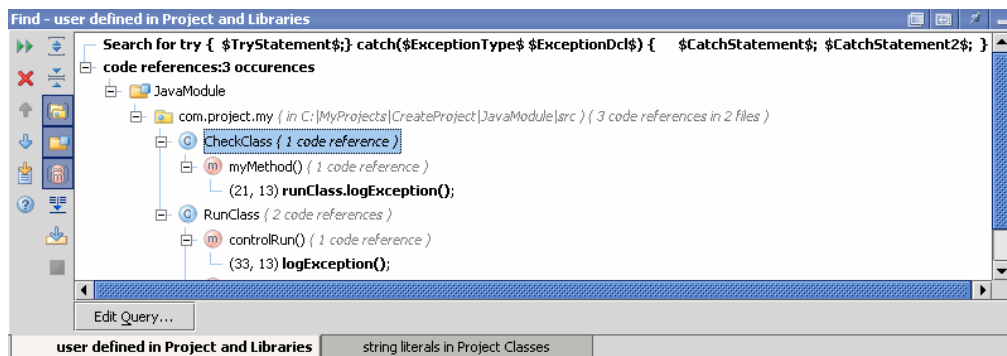 Find - user defined in Project and Libraries
Search for try { $TryStatement$;} catch($ExceptionType$ $ExceptionDcl$) { $CatchStatement$; $CatchStatement2$; }
code references:3 occurences
JavaModule
com.project.my ( in C:|MyProjects|CreateProject|JavaModule|src ) ( 3 code references in 2 files )
CheckClass ( 1 code reference )
myMethod() ( 1 code reference )
(21, 13) runClass.logException();
RunClass ( 2 code references )
controlRun() ( 1 code reference )
(33, 13) logException();
Edit Query...
user defined in Project and Libraries string literals in Project Classes